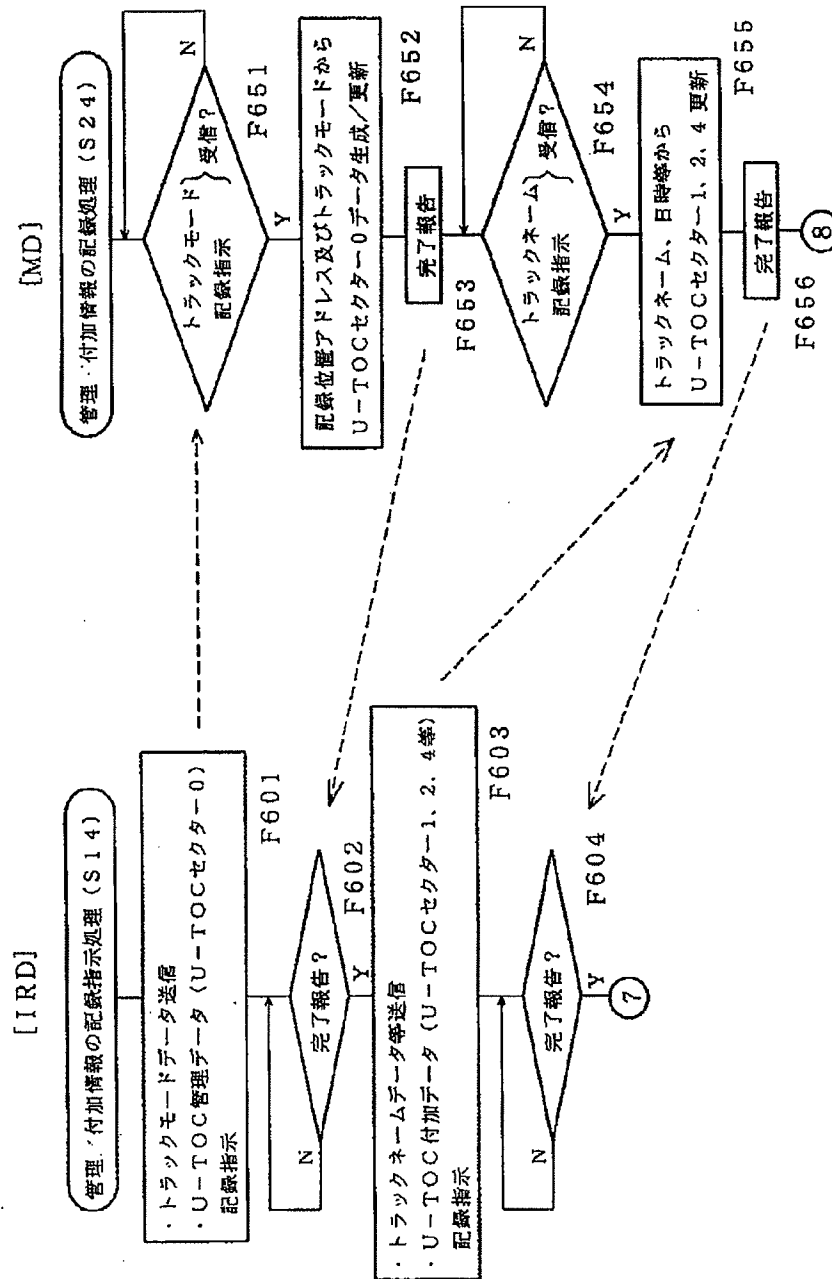 [IRD]
管理/付加情報の記録指示処理(S14)
・トラックモードデータ送信
・U-TOC管理データ(U-TOCセクター0)
記録指示
F601
完了報告?
F602
N
Y
・トラックネームデータ等送信
・U-TOC付加データ(U-TOCセクター1、2、4等)
記録指示
F603
完了報告?
F604
N
Y
7
[MD]
管理/付加情報の記録処理(S24)
トラックモード
記録指示
}受信?
F651
N
Y
記録位置アドレス及びトラックモードから
U-TOCセクター0データ生成/更新
F652
完了報告
F653
トラックネーム
記録指示
}受信?
F654
N
Y
トラックネーム、日時等から
U-TOCセクター1、2、4更新
F655
完了報告
F656
8